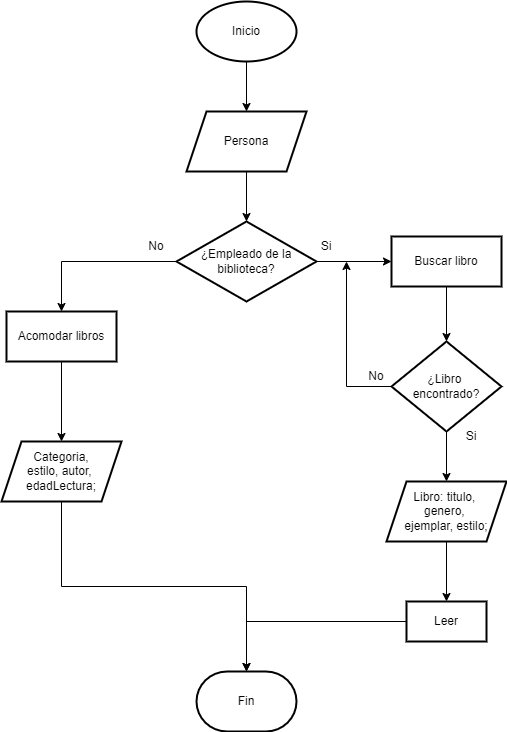 Inicio
Persona
¿Empleado de la
biblioteca?
No
Si
Buscar libro
Acomodar libros
¿Libro
encontrado?
No
Si
Categoria,
estilo, autor,
edadLectura;
Libro: titulo,
genero,
ejemplar, estilo;
Leer
Fin